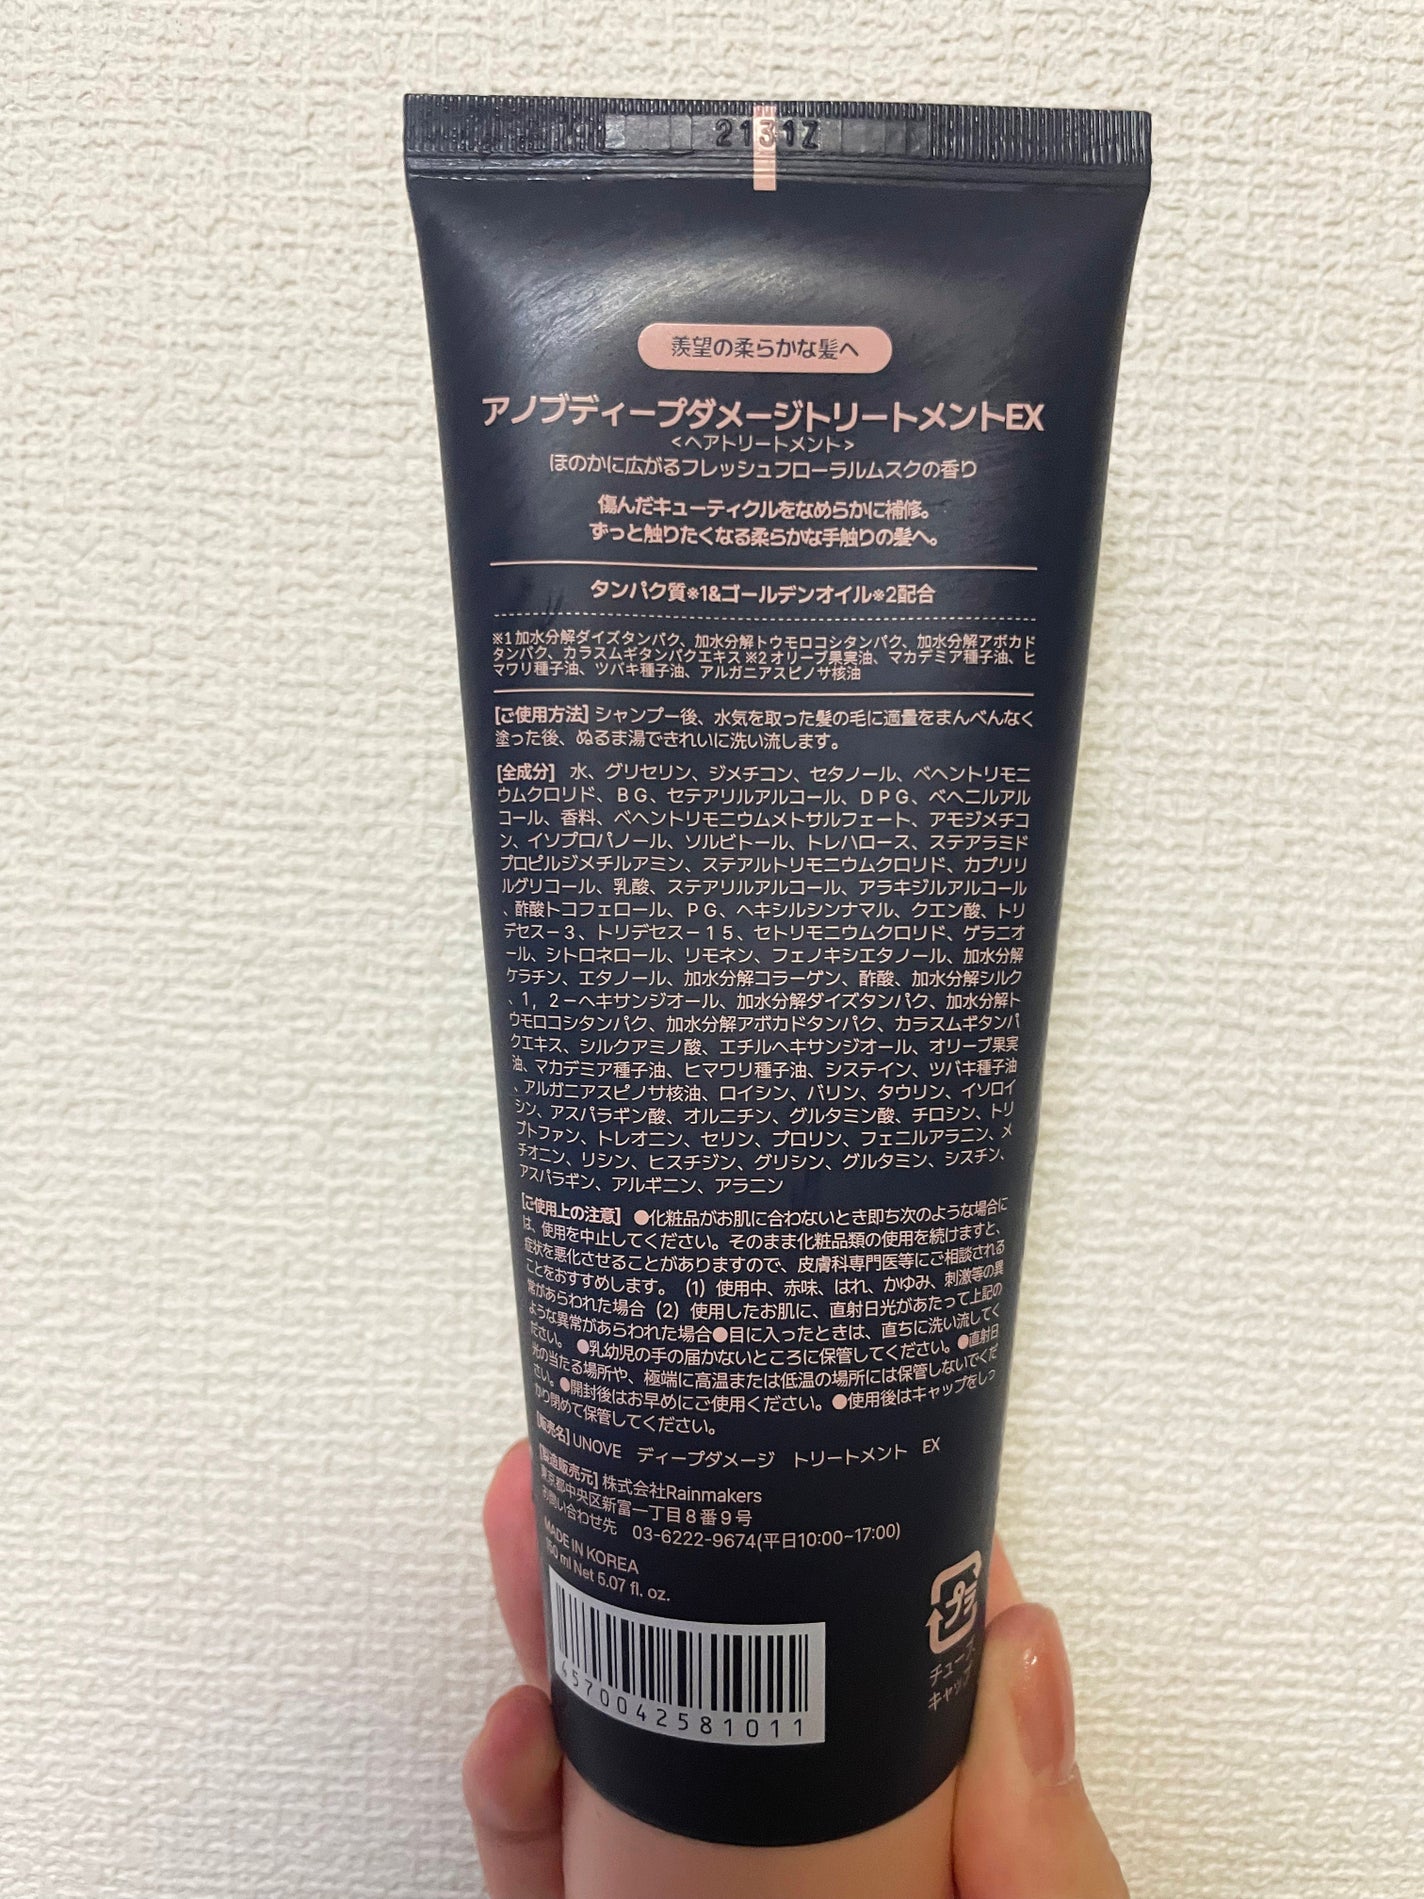 2131Z
羨望の柔らかな髪へ
アノブディープダメージトリートメントEX
<ヘアトリートメント>
ほのかに広がるフレッシュフローラルムスクの香り
傷んだキューティクルをなめらかに補修。
ずっと触りたくなる柔らかな手触りの髪へ。
タンパク質※1&ゴールデンオイル※2配合
※1 加水分解ダイズタンパク、加水分解トウモロコシタンパク、加水分解アボカド
タンパク、カラスムギタンパクエキス ※2 オリーブ果実油、マカデミア種子油、ヒ
マワリ種子油、ツバキ種子油、アルガニアスピノサ核油
[ご使用方法] シャンプー後、水気を取った髪の毛に適量をまんべんなく
塗った後、ぬるま湯できれいに洗い流します。
[全成分] 水、グリセリン、ジメチコン、セタノール、ベヘントリモニ
ウムクロリド、BG、セテアリルアルコール、DPG、ベヘニルアル
コール、香料、ベヘントリモニウムメトサルフェート、アモジメチコ
ン、イソプロパノール、ソルビトール、トレハロース、ステアラミド
プロピルジメチルアミン、ステアルトリモニウムクロリド、カプリリ
ルグリコール、乳酸、ステアリルアルコール、アラキジルアルコール
、酢酸トコフェロール、PG、ヘキシルシンナマル、クエン酸、トリ
デセス－3、トリデセス－15、セトリモニウムクロリド、ゲラニオ
ール、シトロネロール、リモネン、フェノキシエタノール、加水分解
ケラチン、エタノール、加水分解コラーゲン、酢酸、加水分解シルク
、1，2－ヘキサンジオール、加水分解ダイズタンパク、加水分解ト
ウモロコシタンパク、加水分解アボカドタンパク、カラスムギタンパ
クエキス、シルクアミノ酸、エチルヘキサンジオール、オリーブ果実
油、マカデミア種子油、ヒマワリ種子油、システイン、ツバキ種子油
、アルガニアスピノサ核油、ロイシン、バリン、タウリン、イソロイ
シン、アスパラギン酸、オルニチン、グルタミン酸、チロシン、トリ
プトファン、トレオニン、セリン、プロリン、フェニルアラニン、メ
チオニン、リシン、ヒスチジン、グリシン、グルタミン、シスチン、
アスパラギン、アルギニン、アラニン
[ご使用上の注意] ●化粧品がお肌に合わないとき即ち次のような場合に
は、使用を中止してください。そのまま化粧品類の使用を続けますと、
症状を悪化させることがありますので、皮膚科専門医等にご相談される
ことをおすすめします。(1) 使用中、赤味、はれ、かゆみ、刺激等の異
常があらわれた場合 (2) 使用したお肌に、直射日光があたって上記の
ような異常があらわれた場合●目に入ったときは、直ちに洗い流してく
ださい。●乳幼児の手の届かないところに保管してください。●直射日
光の当たる場所や、極端に高温または低温の場所には保管しないでくだ
さい。●開封後はお早めにご使用ください。●使用後はキャップをしっ
かり閉めて保管してください。
[販売名] UNOVE ディープダメージ トリートメント EX
[製造販売元] 株式会社Rainmakers
東京都中央区新富一丁目8番9号
お問い合わせ先 03-6222-9674(平日10:00~17:00)
MADE IN KOREA
150 ml Net 5.07 fl. oz.
4570042581011
プラ
チューブ
キャップ